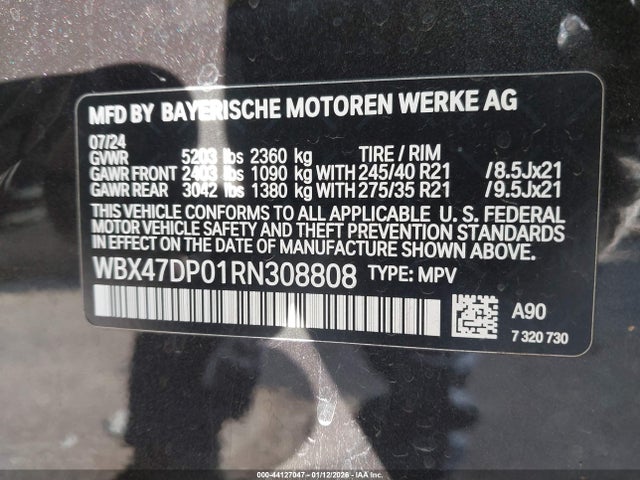 MFD BY BAYERISCHE MOTOREN WERKE AG
07/24
GVWR 5203 lbs 2360 kg TIRE / RIM
GAWR FRONT 2403 lbs 1090 kg WITH 245/40 R21 /8.5Jx21
GAWR REAR 3042 lbs 1380 kg WITH 275/35 R21 /9.5Jx21
THIS VEHICLE CONFORMS TO ALL APPLICABLE U. S. FEDERAL
MOTOR VEHICLE SAFETY AND THEFT PREVENTION STANDARDS
IN EFFECT ON THE DATE OF MANUFACTURE SHOWN ABOVE.
WBX47DP01RN308808 TYPE: MPV
A90
7 320 730
000-44127047 - 01/12/2026 - IAAI.COM